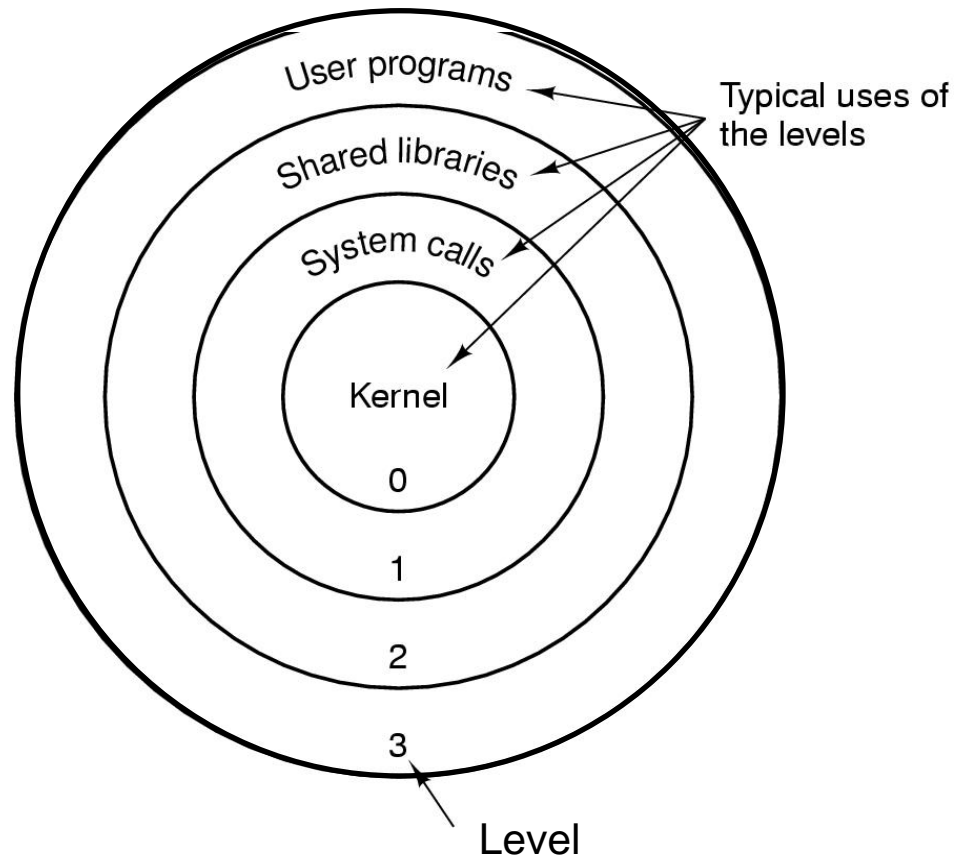 User programs
Typical uses of
the levels
Shared libraries
System calls
Kernel
0
1
2
3
Level